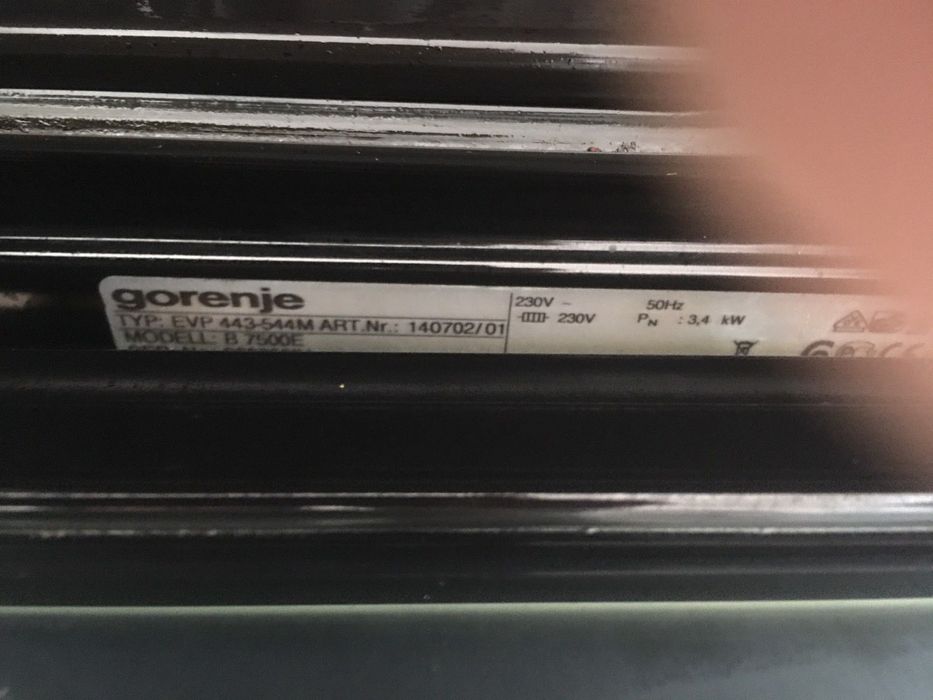 gorenje
TYP: EVP 443-544M ART.Nr.: 140702/01
MODELL: B 7500E
230V ~ 50Hz
230V PN : 3,4 kW